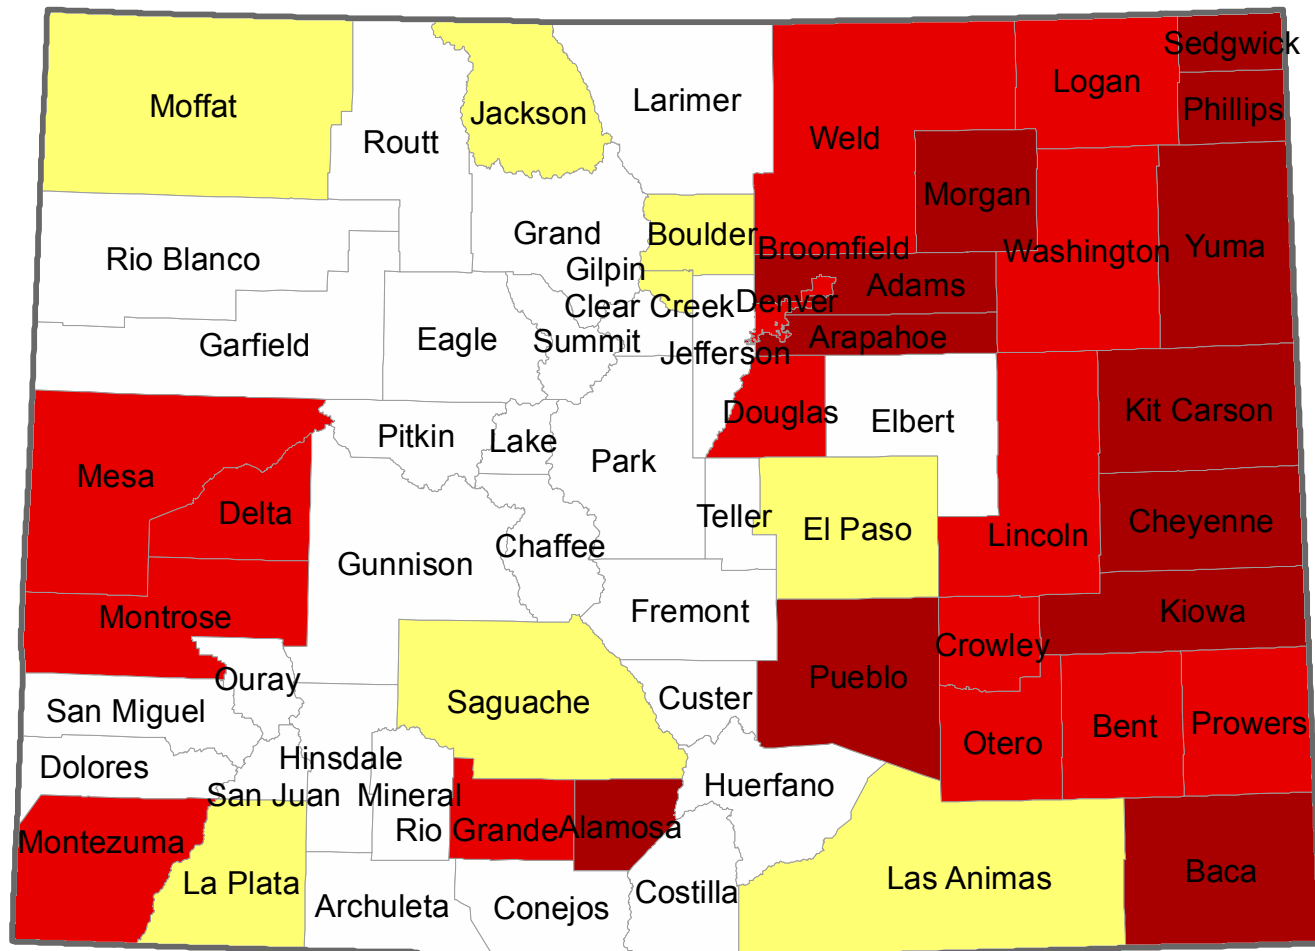 Sedgwick
Logan
Moffat
Larimer
Jackson
Phillips
Routt
Weld
Morgan
Grand
Boulder
Broomfield
Washington
Yuma
Rio Blanco
Gilpin
Adams
Clear Creek
Denver
Garfield
Eagle
Summit
Jefferson
Arapahoe
Kit Carson
Douglas
Elbert
Pitkin
Lake
Park
Mesa
Delta
Teller
El Paso
Lincoln
Cheyenne
Chaffee
Gunnison
Montrose
Fremont
Kiowa
Crowley
Ouray
Pueblo
Custer
Saguache
San Miguel
Otero
Bent
Prowers
Hinsdale
Dolores
San Juan
Mineral
Huerfano
Rio Grande
Alamosa
Montezuma
La Plata
Las Animas
Baca
Costilla
Archuleta
Conejos